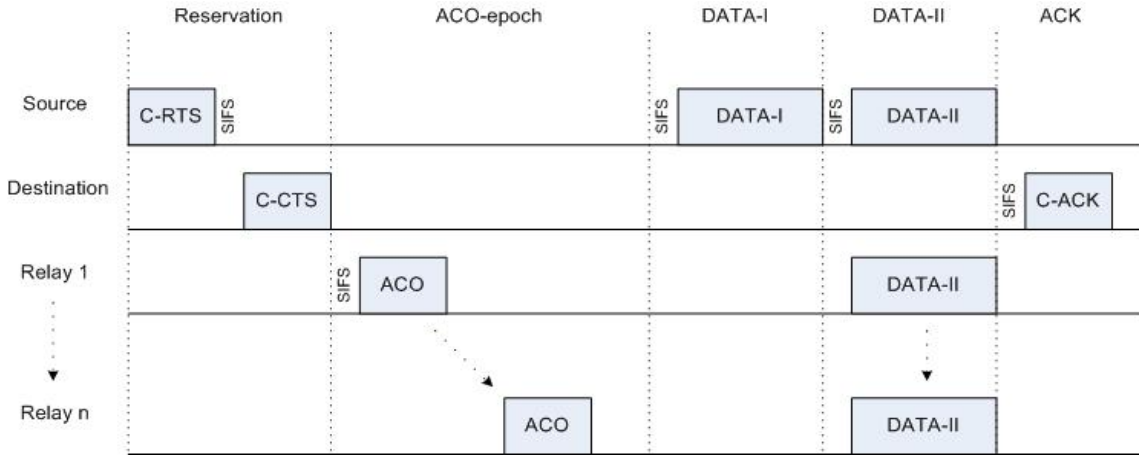 Reservation ACO-epoch DATA-I DATA-II ACK
Source C-RTS SIFS SIFS DATA-I SIFS DATA-II
Destination C-CTS SIFS C-ACK
Relay 1 SIFS ACO DATA-II
Relay n ACO DATA-II